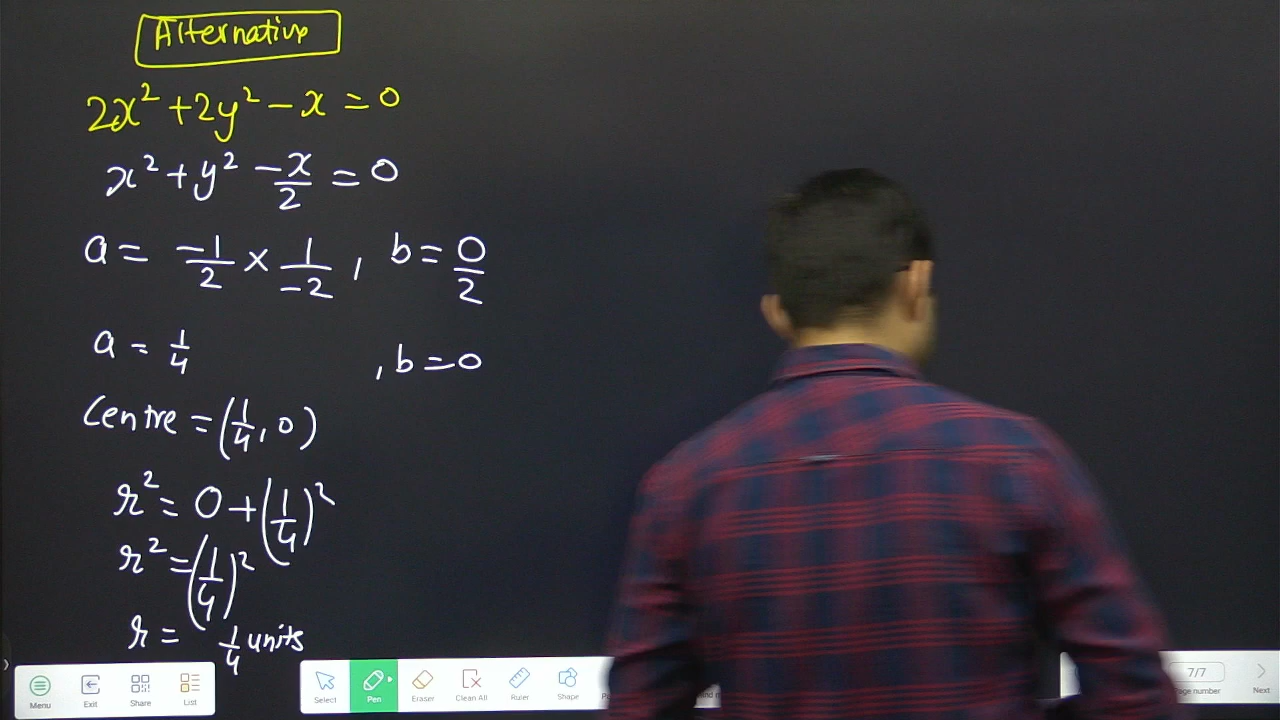 Alternative
2x² + 2y² - x = 0
x² + y² - x/2 = 0
a = -1/2 × 1/-2 , b = 0/2
a = 1/4 , b = 0
Centre = (1/4, 0)
r² = 0 + (1/4)²
r² = (1/4)²
r = 1/4 units
Menu Exit Share List Select Pen Eraser Clean All Ruler Shape 7/7 Page number Next